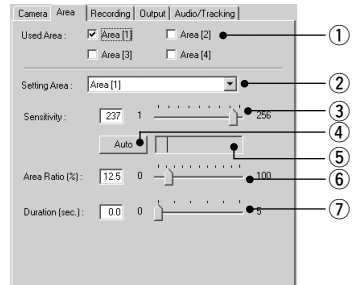 Camera Area Recording Output Audio/Tracking
Used Area : Area [1] Area [2] ①
Area [3] Area [4]
Setting Area : Area [1] ②
③
Sensitivity : 237 1 256
④
Auto
⑤
Area Ratio (%) : 12.5 0 100
⑥
Duration (sec.) : 0.0 0 5 ⑦